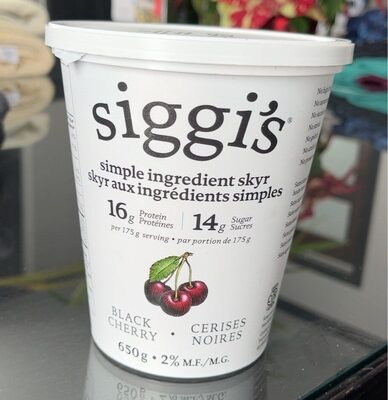 siggi's®
simple ingredient skyr
skyr aux ingrédients simples
16g Protein Protéines | 14g Sugar Sucres
per 175 g serving • par portion de 175 g
BLACK CHERRY • CERISES NOIRES
650 g • 2% M.F./M.G.